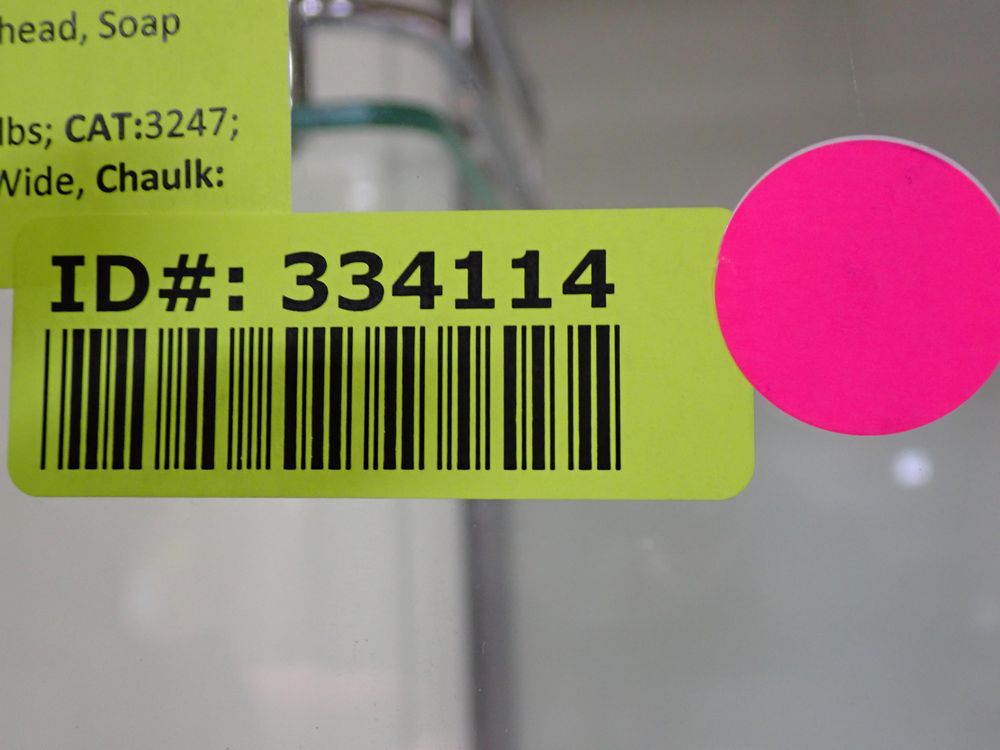 head, Soap
lbs; CAT:3247;
Wide, Chaulk:
ID#: 334114